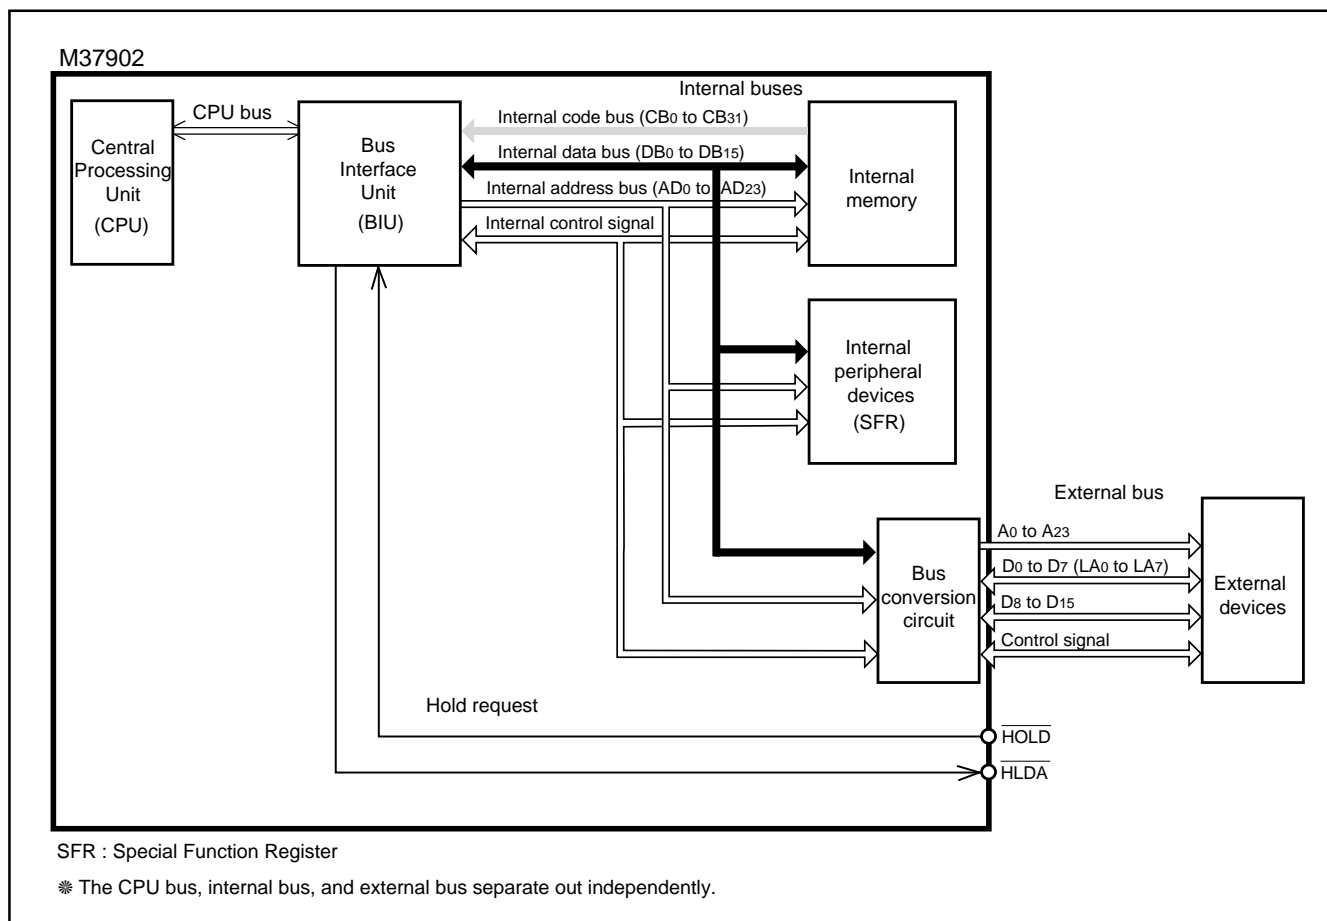 M37902
Internal buses
CPU bus
Internal code bus (CB0 to CB31)
Central
Processing
Unit
(CPU)
Bus
Interface
Unit
(BIU)
Internal data bus (DB0 to DB15)
Internal address bus (AD0 to AD23)
Internal control signal
Internal
memory
Internal
peripheral
devices
(SFR)
External bus
A0 to A23
D0 to D7 (LA0 to LA7)
D8 to D15
Control signal
Bus
conversion
circuit
External
devices
Hold request
HOLD
HLDA
SFR : Special Function Register
❋ The CPU bus, internal bus, and external bus separate out independently.